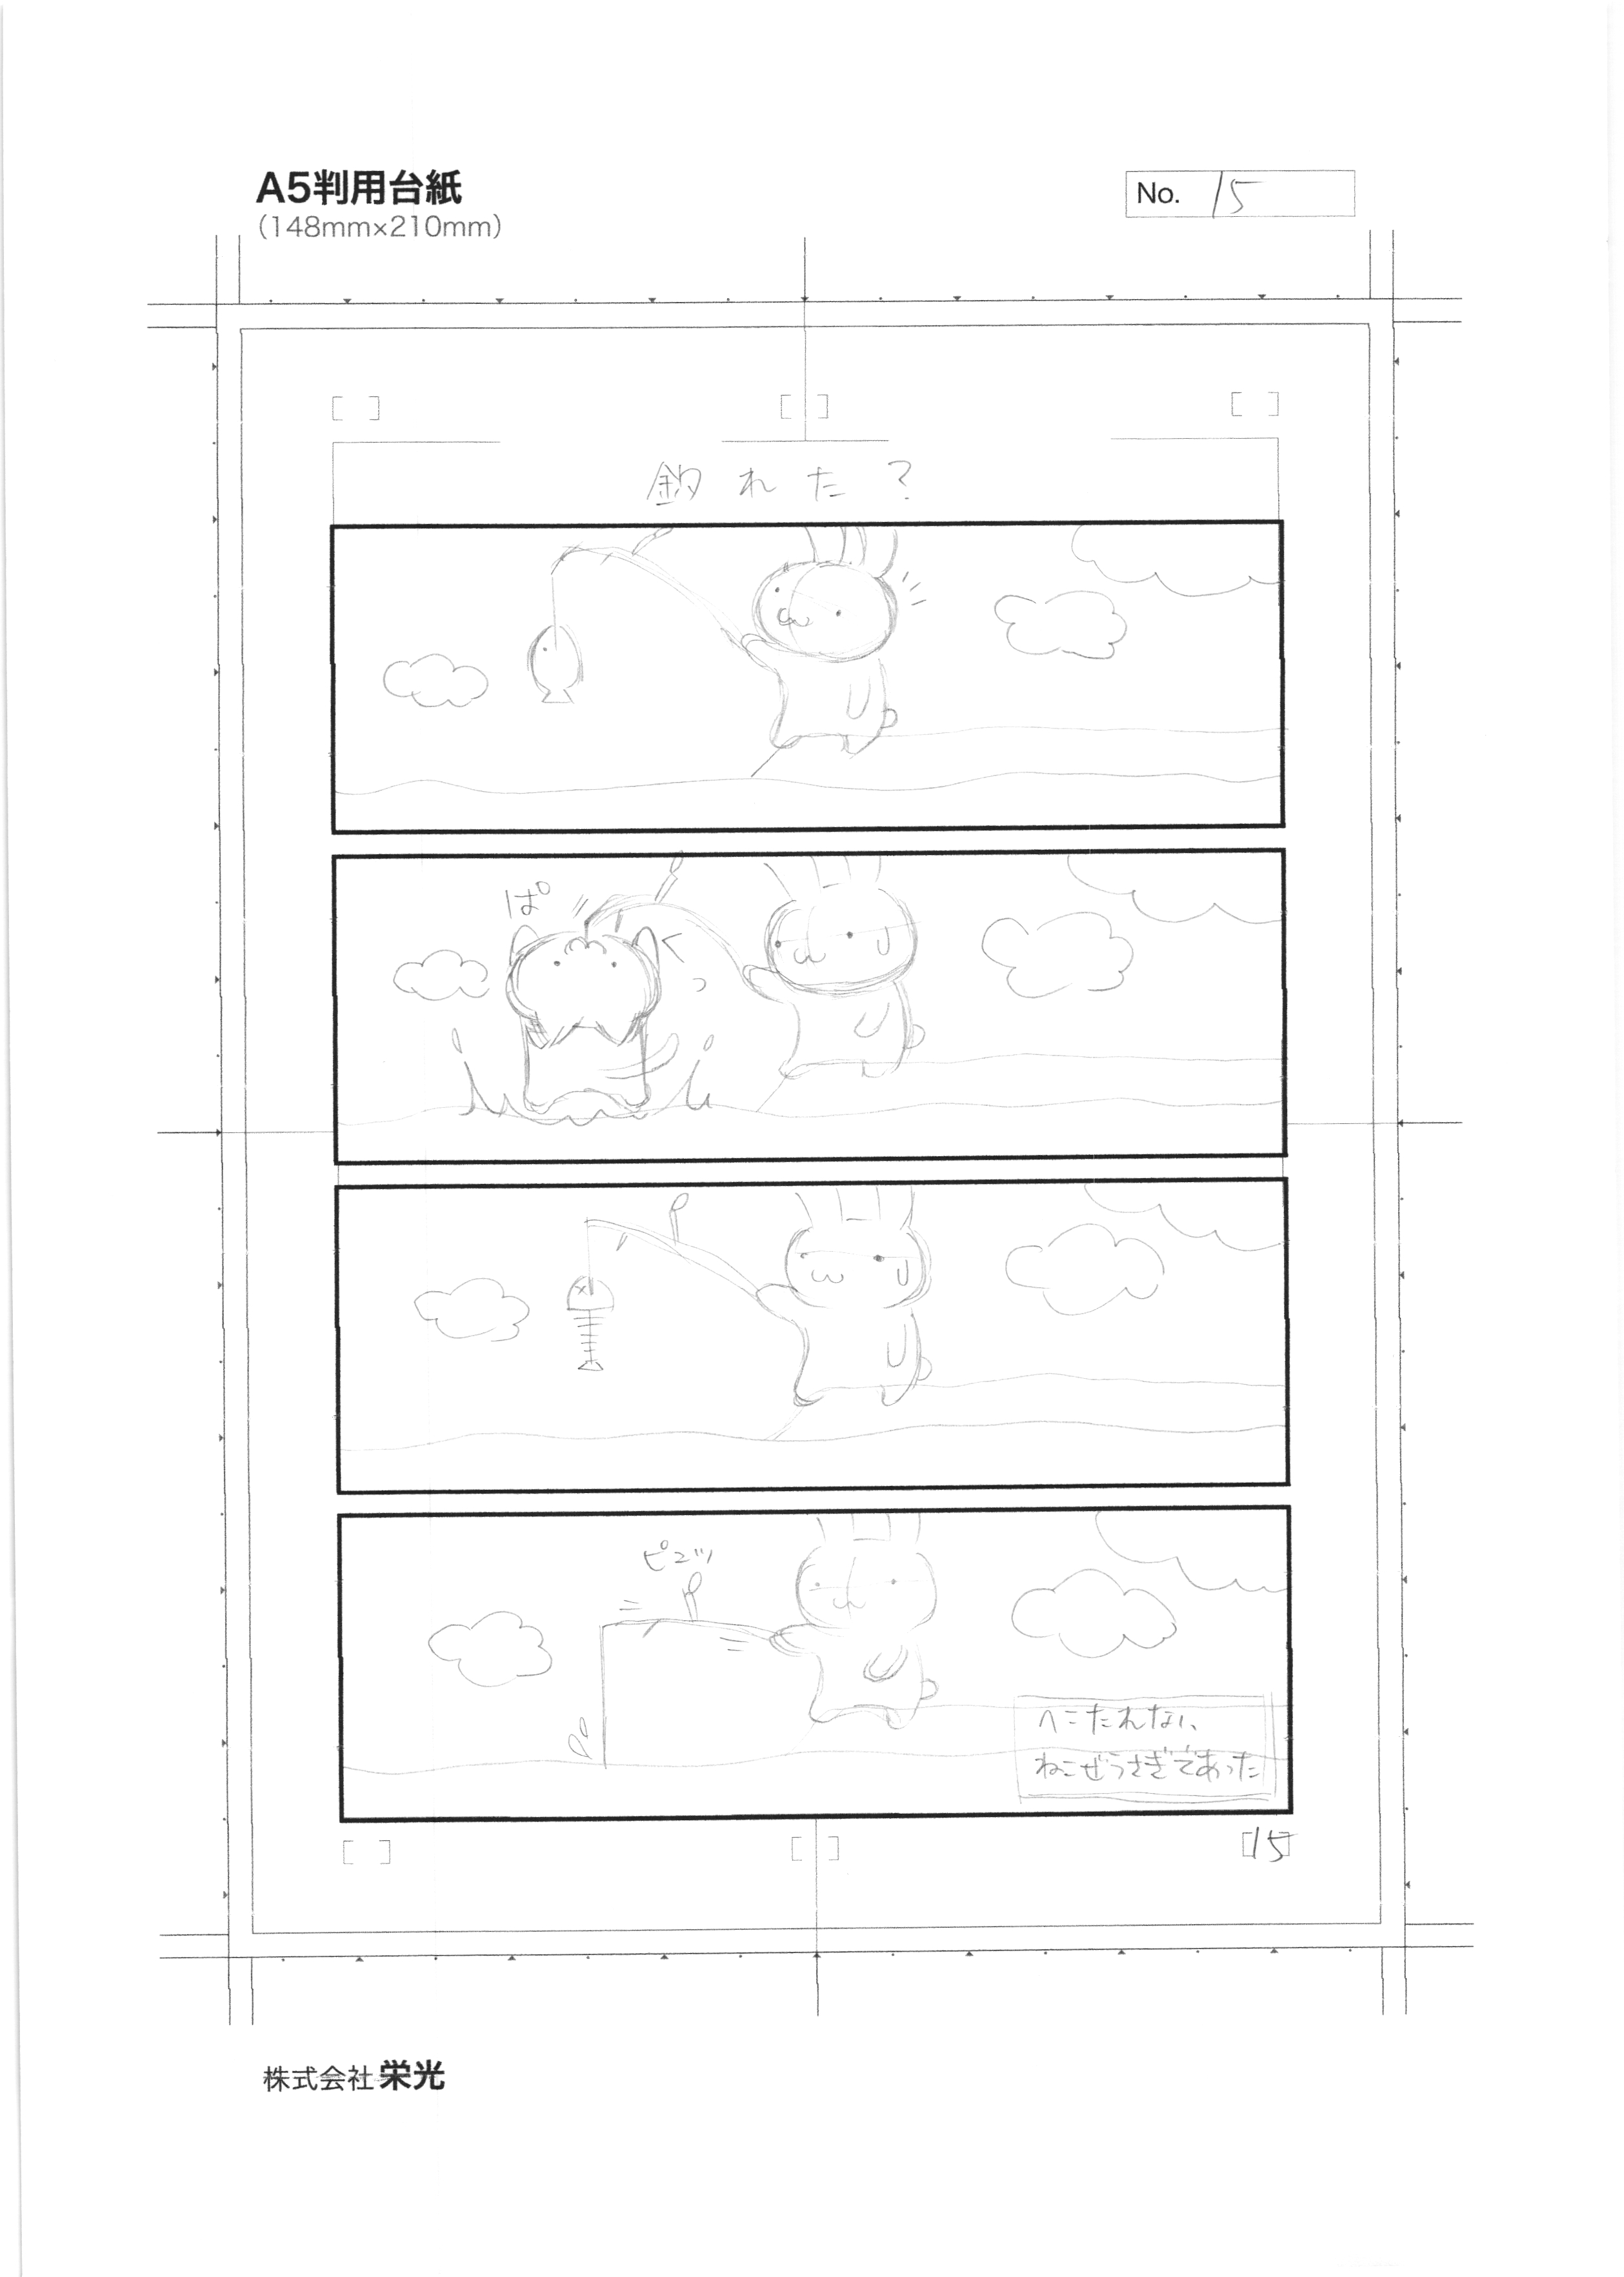 A5判用台紙
(148mm×210mm)
No. 15
釣れた?
ぱ
く
っ
ピュッ
へこたれない、
ねこぜうさぎであった
15
株式会社 栄光